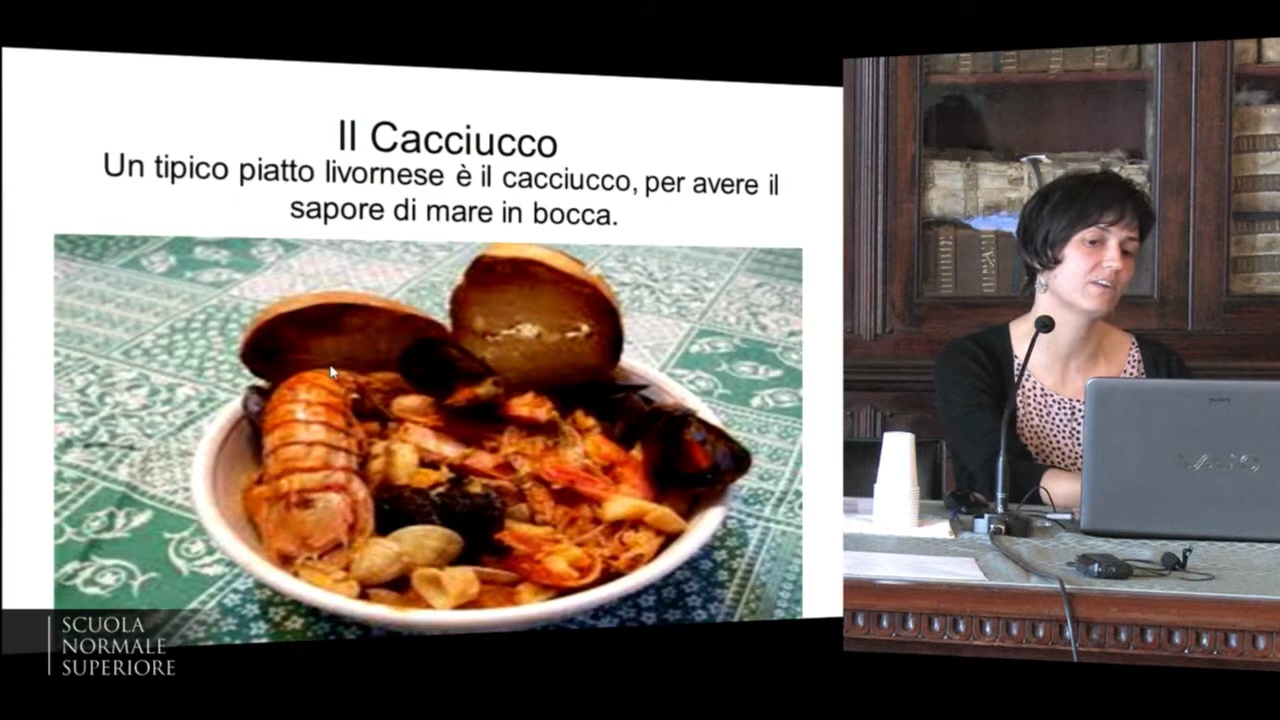 Il Cacciucco
Un tipico piatto livornese è il cacciucco, per avere il
sapore di mare in bocca.
SCUOLA
NORMALE
SUPERIORE
SONY
VAIO